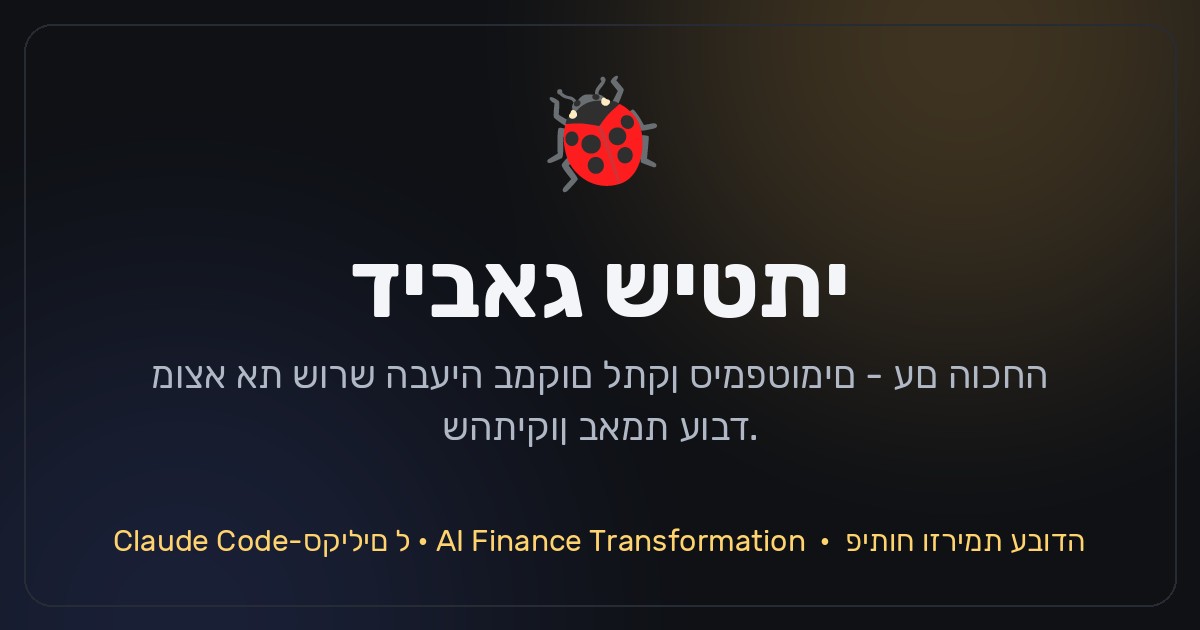 דיבאג שיטתי
מוצא את שורש הבעיה במקום לתקן סימפטומים - עם הוכחה
שהתיקון באמת עובד.
סקילים ל-Claude Code • AI Finance Transformation • פיתוח וזרימת עבודה